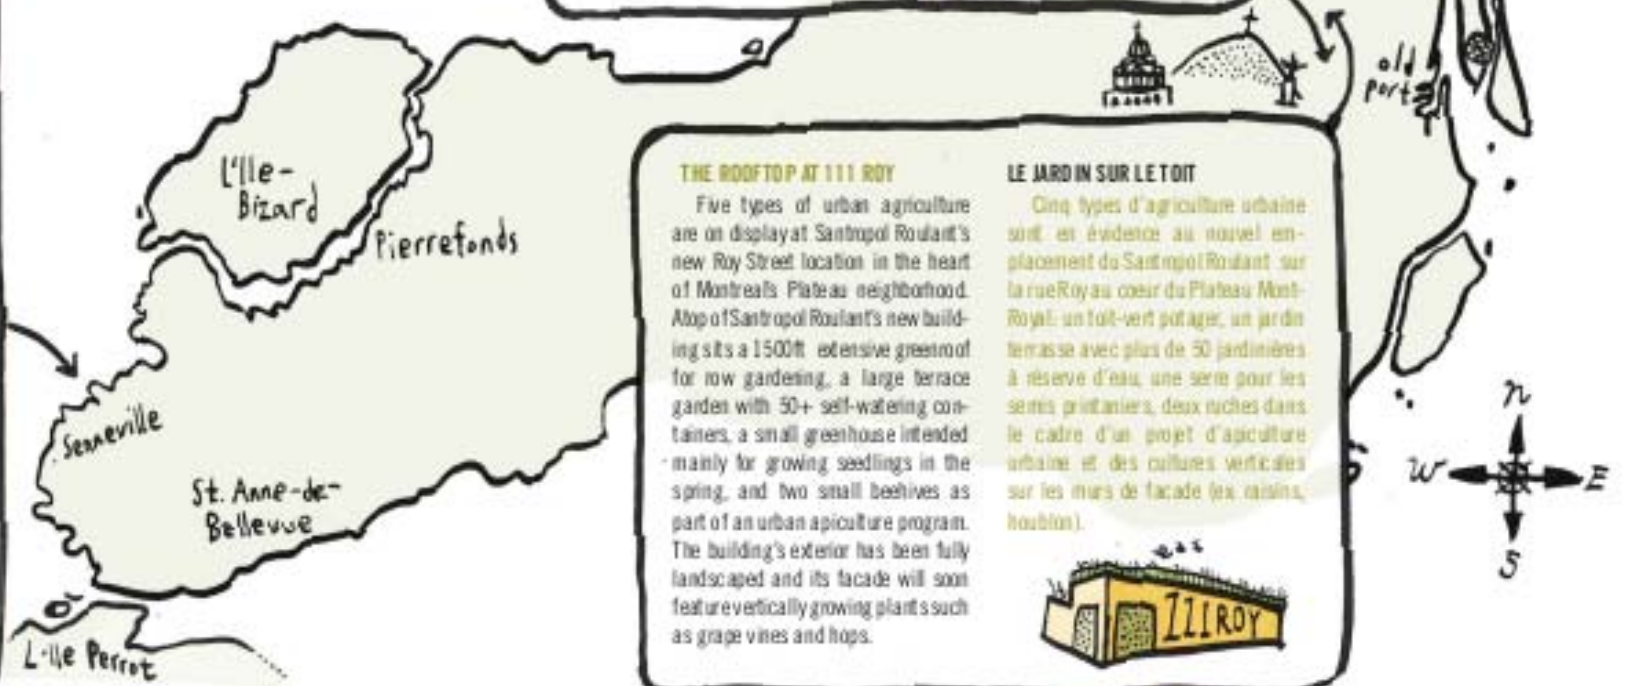 old
port
L'Ile-
Bizard
Pierrefonds
Senneville
St. Anne-de-
Bellevue
L'Ile Perrot
THE ROOFTOP AT 111 ROY
Five types of urban agriculture
are on display at Santropol Roulant's
new Roy Street location in the heart
of Montreal's Plateau neighborhood.
Atop of Santropol Roulant's new build-
ing sits a 1500ft extensive greenroof
for row gardening, a large terrace
garden with 50+ self-watering con-
tainers, a small greenhouse intended
mainly for growing seedlings in the
spring, and two small beehives as
part of an urban apiculture program.
The building's exterior has been fully
landscaped and its facade will soon
feature vertically growing plants such
as grape vines and hops.
LE JARDIN SUR LE TOIT
Cinq types d'agriculture urbaine
sont en évidence au nouvel em-
placement du Santropol Roulant sur
la rue Roy au coeur du Plateau Mont-
Royal: un toit-vert potager, un jardin
terrasse avec plus de 50 jardinières
à réserve d'eau, une serre pour les
semis printaniers, deux ruches dans
le cadre d'un projet d'apiculture
urbaine et des cultures verticales
sur les murs de facade (ex. raisins,
houblon).
111 ROY
n
W
E
S